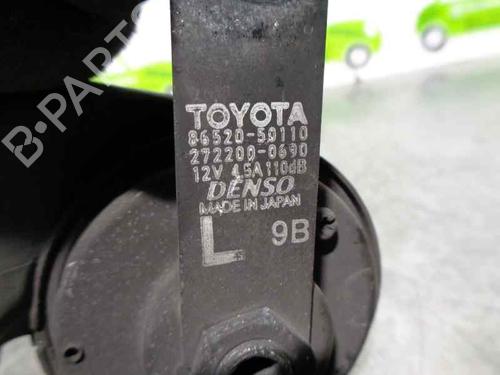 B-PARTS
TOYOTA
86520-50110
272200-0690
12V 4.5A 110dB
DENSO
MADE IN JAPAN
L 9B